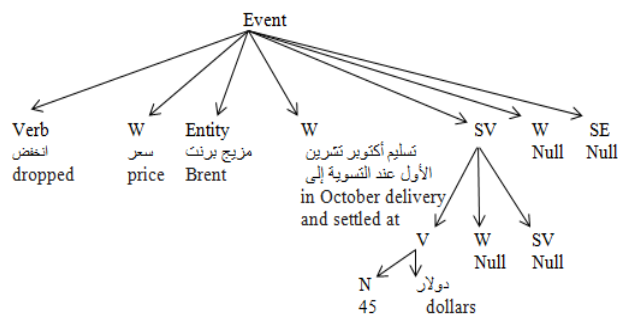 Event
Verb W Entity W SV W SE
انخفض سعر مزيج برنت تسليم أكتوبر تشرين Null Null
dropped price Brent الأول عند التسوية إلى
in October delivery
and settled at
V W SV
Null Null
N دولار
45 dollars